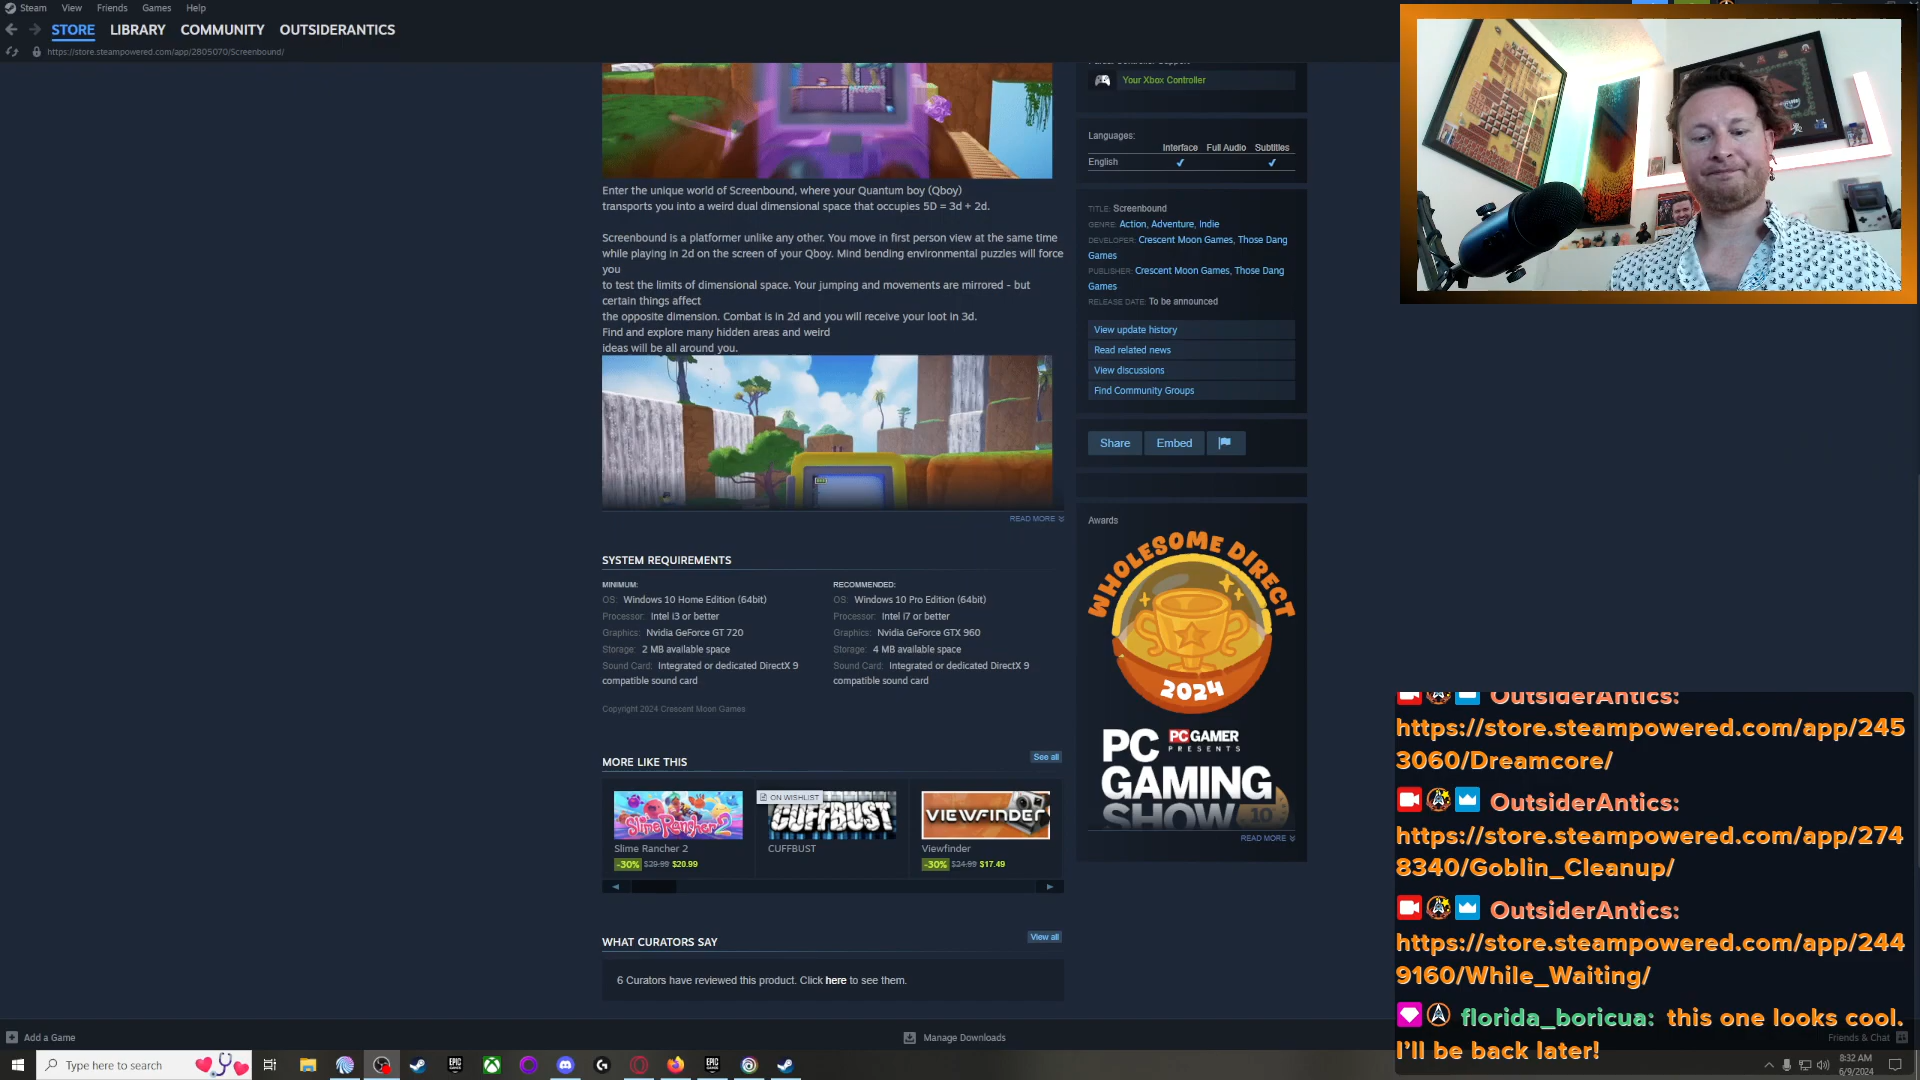 Steam View Friends Games Help
STORE LIBRARY COMMUNITY OUTSIDERANTICS
https://store.steampowered.com/app/2805070/Screenbound/
Enter the unique world of Screenbound, where your Quantum boy (Qboy)
transports you into a weird dual dimensional space that occupies 5D = 3d + 2d.
Screenbound is a platformer unlike any other. You move in first person view at the same time
while playing in 2d on the screen of your Qboy. Mind bending environmental puzzles will force
you
to test the limits of dimensional space. Your jumping and movements are mirrored - but
certain things affect
the opposite dimension. Combat is in 2d and you will receive your loot in 3d.
Find and explore many hidden areas and weird
ideas will be all around you.
READ MORE
SYSTEM REQUIREMENTS
MINIMUM:
OS: Windows 10 Home Edition (64bit)
Processor: Intel i3 or better
Graphics: Nvidia GeForce GT 720
Storage: 2 MB available space
Sound Card: Integrated or dedicated DirectX 9
compatible sound card
RECOMMENDED:
OS: Windows 10 Pro Edition (64bit)
Processor: Intel i7 or better
Graphics: Nvidia GeForce GTX 960
Storage: 4 MB available space
Sound Card: Integrated or dedicated DirectX 9
compatible sound card
Copyright 2024 Crescent Moon Games
MORE LIKE THIS
See all
Slime Rancher 2
Slime Rancher 2
-30% $29.99 $20.99
ON WISHLIST
CUFFBUST
CUFFBUST
VIEWFINDER
Viewfinder
-30% $24.99 $17.49
WHAT CURATORS SAY
View all
6 Curators have reviewed this product. Click here to see them.
Your Xbox Controller
Languages:
Interface Full Audio Subtitles
English ✔ ✔
TITLE: Screenbound
GENRE: Action, Adventure, Indie
DEVELOPER: Crescent Moon Games, Those Dang
Games
PUBLISHER: Crescent Moon Games, Those Dang
Games
RELEASE DATE: To be announced
View update history
Read related news
View discussions
Find Community Groups
Share Embed
Awards
WHOLESOME DIRECT
2024
PC GAMER
PRESENTS
PC
GAMING
SHOW
10
READ MORE
OutsiderAntics:
https://store.steampowered.com/app/245
3060/Dreamcore/
OutsiderAntics:
https://store.steampowered.com/app/274
8340/Goblin_Cleanup/
OutsiderAntics:
https://store.steampowered.com/app/244
9160/While_Waiting/
florida_boricua: this one looks cool.
I'll be back later!
Add a Game
Manage Downloads
Friends & Chat
Type here to search
EPIC
GAMES
EPIC
GAMES
8:32 AM
6/9/2024